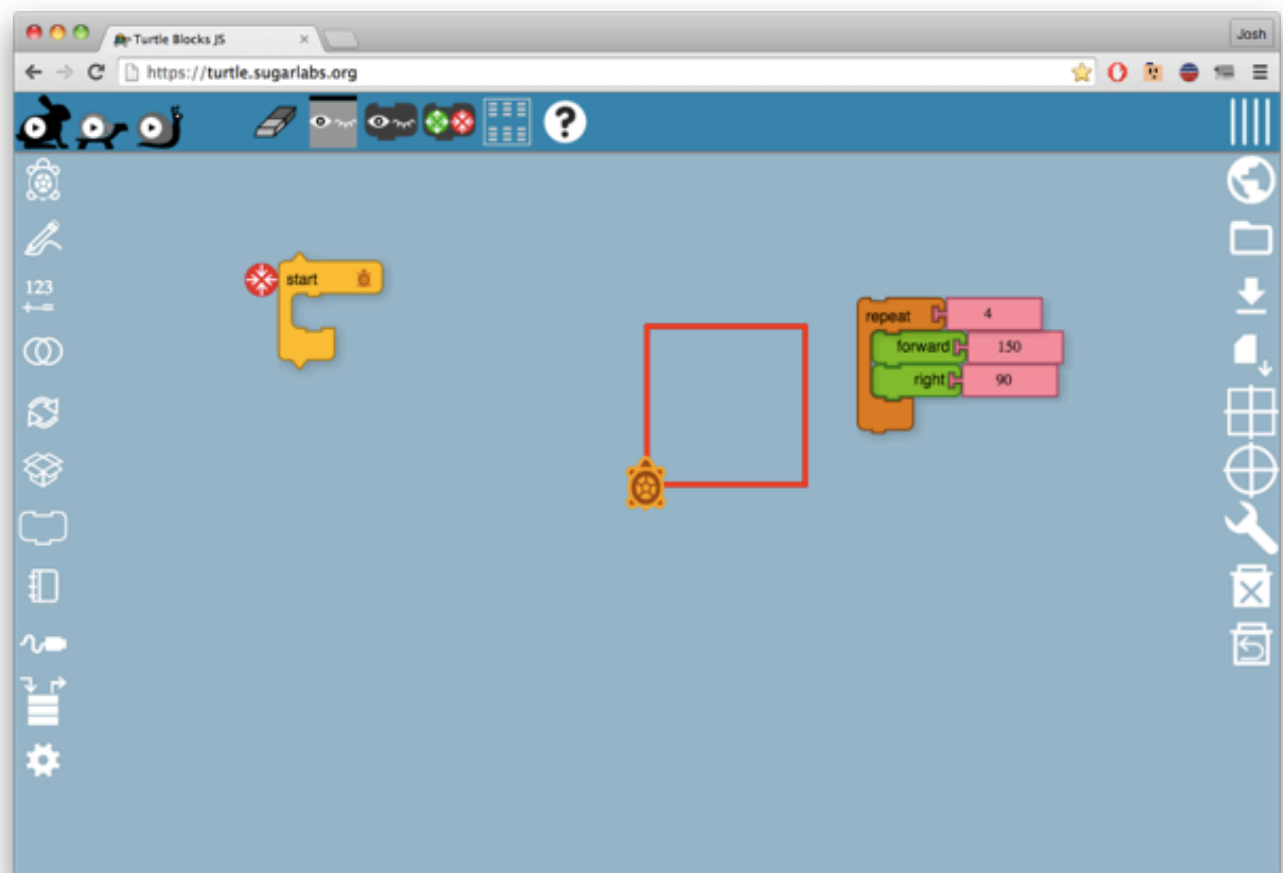 Turtle Blocks JS
Josh
https://turtle.sugarlabs.org
?
123
+-=
start
repeat 4
forward 150
right 90